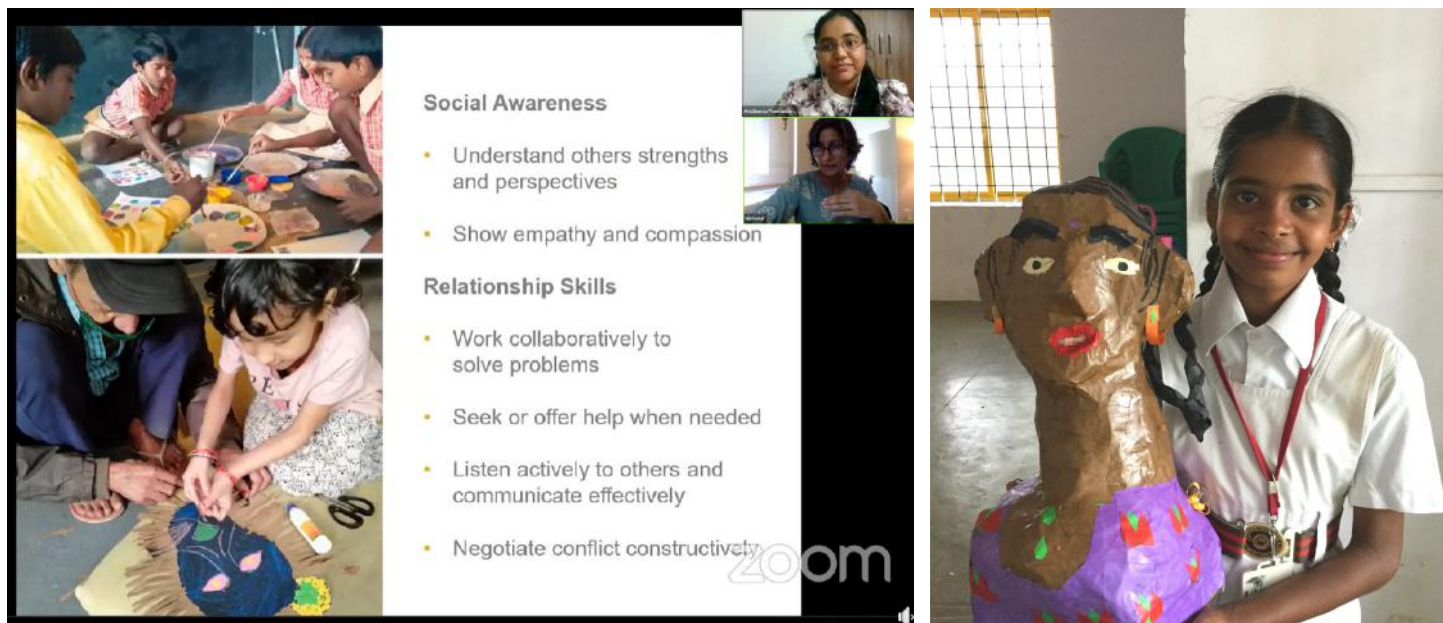 Social Awareness
• Understand others strengths
and perspectives
• Show empathy and compassion
Relationship Skills
• Work collaboratively to
solve problems
• Seek or offer help when needed
• Listen actively to others and
communicate effectively
• Negotiate conflict constructively
zoom